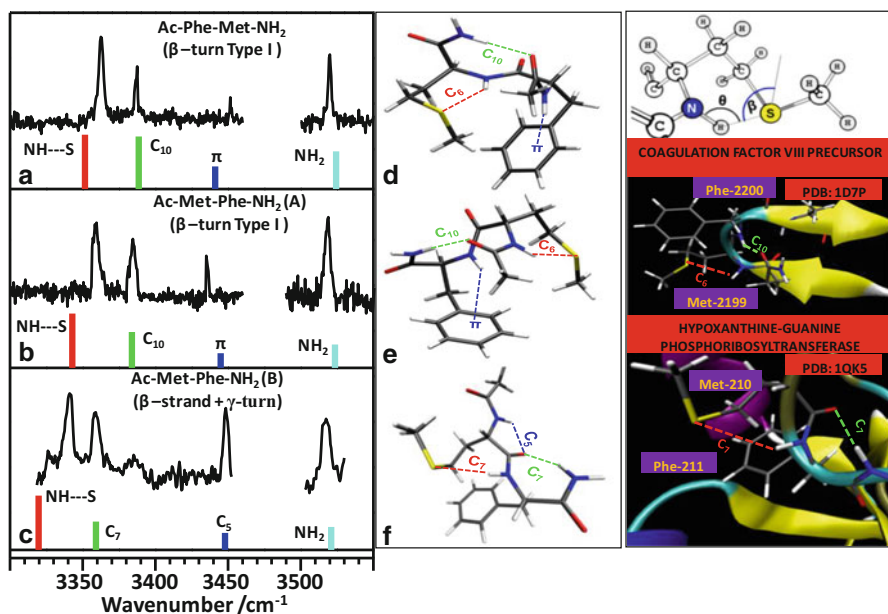 Ac-Phe-Met-NH2
(β–turn Type I )
NH---S
C10
π
NH2
a
Ac-Met-Phe-NH2 (A)
(β–turn Type I)
NH---S
C10
π
NH2
b
Ac-Met-Phe-NH2 (B)
(β–strand + γ-turn)
NH---S
C7
C5
NH2
c
3350 3400 3450 3500
Wavenumber /cm-1
C10
C6
π
d
C10
C6
π
e
C5
C7
C7
f
H H
H
H H
C C H
H C H
N θ β C H
C H S H
COAGULATION FACTOR VIII PRECURSOR
Phe-2200
PDB: 1D7P
C10
C6
Met-2199
HYPOXANTHINE-GUANINE
PHOSPHORIBOSYLTRANSFERASE
PDB: 1QK5
Met-210
C7
C7
Phe-211